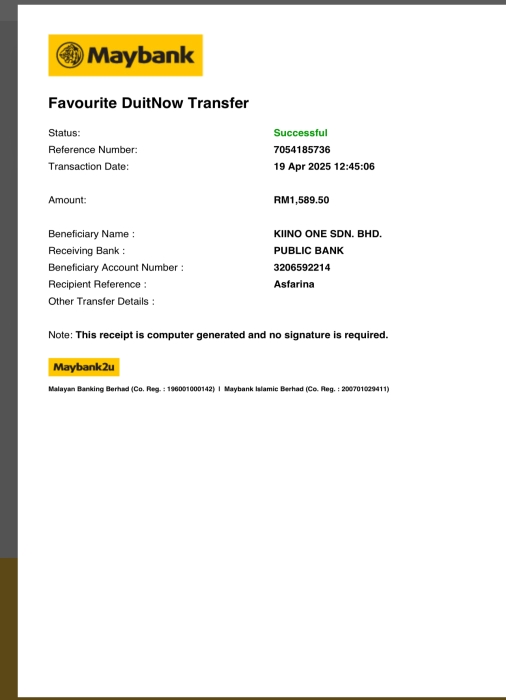 Maybank
Favourite DuitNow Transfer
Status: Successful
Reference Number: 7054185736
Transaction Date: 19 Apr 2025 12:45:06
Amount: RM1,589.50
Beneficiary Name : KIINO ONE SDN. BHD.
Receiving Bank : PUBLIC BANK
Beneficiary Account Number : 3206592214
Recipient Reference : Asfarina
Other Transfer Details :
Note: This receipt is computer generated and no signature is required.
Maybank2u
Malayan Banking Berhad (Co. Reg. : 196001000142) I Maybank Islamic Berhad (Co. Reg. : 200701029411)